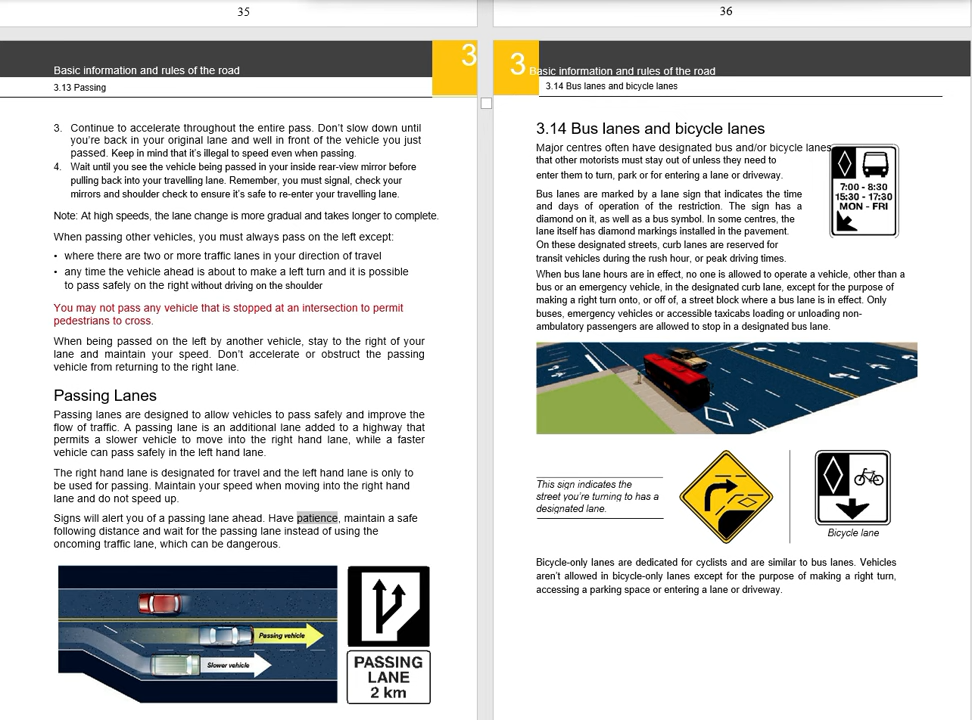 35
3
Basic information and rules of the road
3.13 Passing
3. Continue to accelerate throughout the entire pass. Don't slow down until
you're back in your original lane and well in front of the vehicle you just
passed. Keep in mind that it's illegal to speed even when passing.
4. Wait until you see the vehicle being passed in your inside rear-view mirror before
pulling back into your travelling lane. Remember, you must signal, check your
mirrors and shoulder check to ensure it's safe to re-enter your travelling lane.
Note: At high speeds, the lane change is more gradual and takes longer to complete.
When passing other vehicles, you must always pass on the left except:
• where there are two or more traffic lanes in your direction of travel
• any time the vehicle ahead is about to make a left turn and it is possible
to pass safely on the right without driving on the shoulder
You may not pass any vehicle that is stopped at an intersection to permit
pedestrians to cross.
When being passed on the left by another vehicle, stay to the right of your
lane and maintain your speed. Don't accelerate or obstruct the passing
vehicle from returning to the right lane.
Passing Lanes
Passing lanes are designed to allow vehicles to pass safely and improve the
flow of traffic. A passing lane is an additional lane added to a highway that
permits a slower vehicle to move into the right hand lane, while a faster
vehicle can pass safely in the left hand lane.
The right hand lane is designated for travel and the left hand lane is only to
be used for passing. Maintain your speed when moving into the right hand
lane and do not speed up.
Signs will alert you of a passing lane ahead. Have patience, maintain a safe
following distance and wait for the passing lane instead of using the
oncoming traffic lane, which can be dangerous.
Passing vehicle
Slower vehicle
PASSING
LANE
2 km
36
3
Basic information and rules of the road
3.14 Bus lanes and bicycle lanes
3.14 Bus lanes and bicycle lanes
Major centres often have designated bus and/or bicycle lanes
that other motorists must stay out of unless they need to
enter them to turn, park or for entering a lane or driveway.
Bus lanes are marked by a lane sign that indicates the time
and days of operation of the restriction. The sign has a
diamond on it, as well as a bus symbol. In some centres, the
lane itself has diamond markings installed in the pavement.
On these designated streets, curb lanes are reserved for
transit vehicles during the rush hour, or peak driving times.
7:00 - 8:30
15:30 - 17:30
MON - FRI
When bus lane hours are in effect, no one is allowed to operate a vehicle, other than a
bus or an emergency vehicle, in the designated curb lane, except for the purpose of
making a right turn onto, or off of, a street block where a bus lane is in effect. Only
buses, emergency vehicles or accessible taxicabs loading or unloading non-
ambulatory passengers are allowed to stop in a designated bus lane.
This sign indicates the
street you're turning to has a
designated lane.
Bicycle lane
Bicycle-only lanes are dedicated for cyclists and are similar to bus lanes. Vehicles
aren't allowed in bicycle-only lanes except for the purpose of making a right turn,
accessing a parking space or entering a lane or driveway.